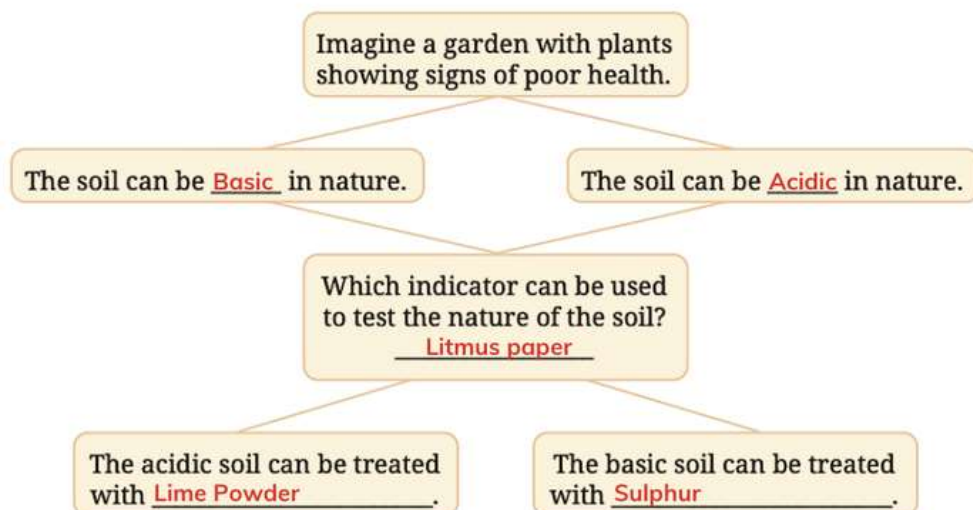 Imagine a garden with plants
showing signs of poor health.
The soil can be Basic in nature.
The soil can be Acidic in nature.
Which indicator can be used
to test the nature of the soil?
Litmus paper
The acidic soil can be treated
with Lime Powder.
The basic soil can be treated
with Sulphur.